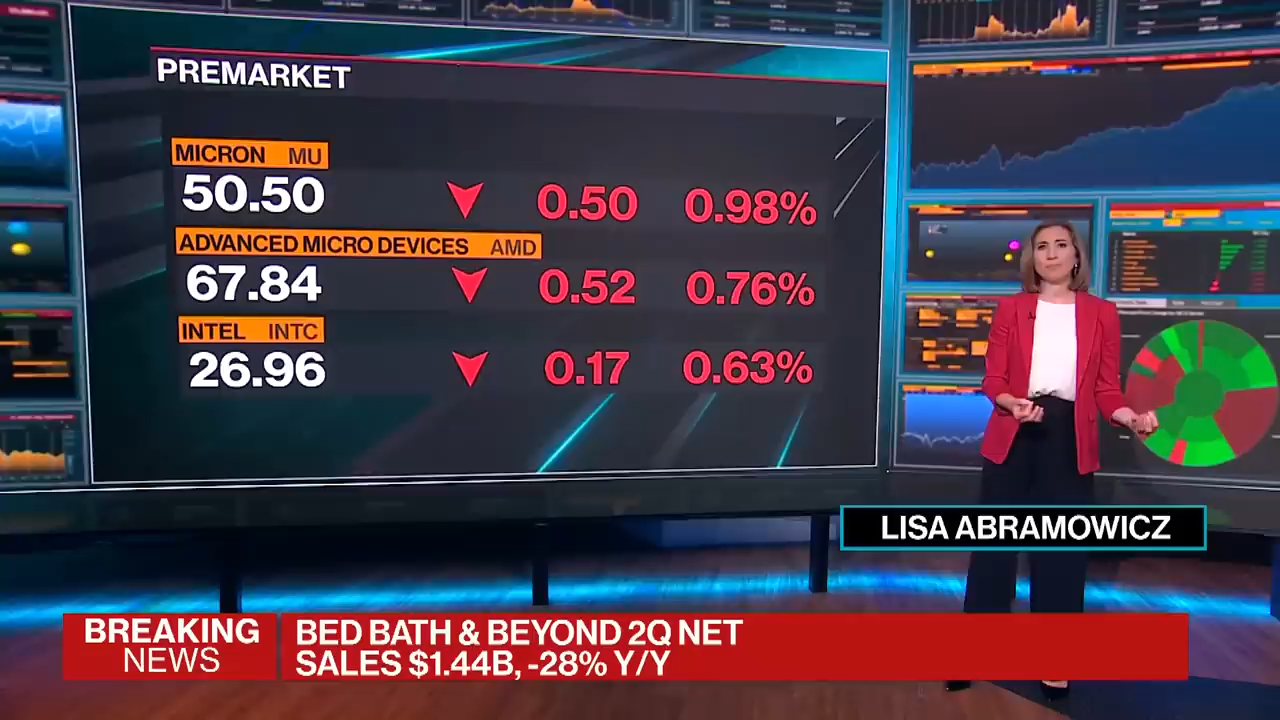 PREMARKET
MICRON MU
50.50 0.50 0.98%
ADVANCED MICRO DEVICES AMD
67.84 0.52 0.76%
INTEL INTC
26.96 0.17 0.63%
LISA ABRAMOWICZ
BREAKING
NEWS
BED BATH & BEYOND 2Q NET
SALES $1.44B, -28% Y/Y